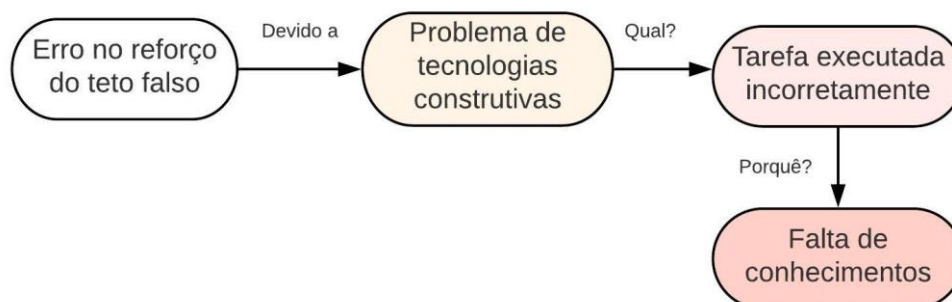 Erro no reforço
do teto falso
Devido a
Problema de
tecnologias
construtivas
Qual?
Tarefa executada
incorretamente
Porquê?
Falta de
conhecimentos